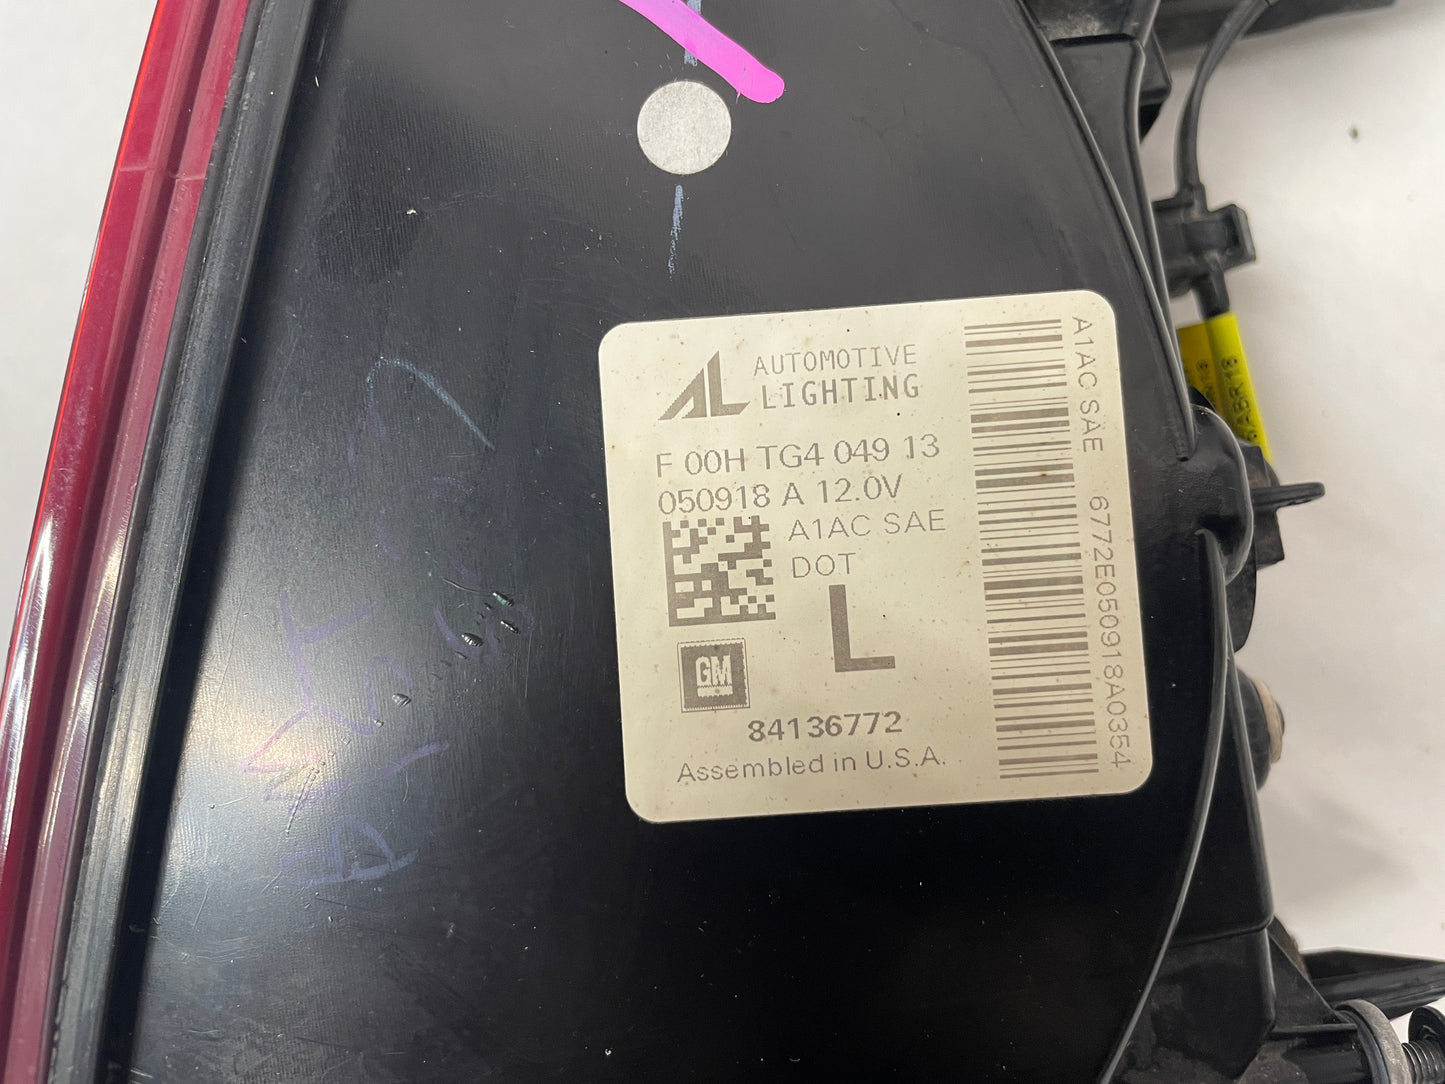 AL AUTOMOTIVE
LIGHTING
F 00H TG4 049 13
050918 A 12.0V
A1AC SAE
DOT
L
GM
84136772
Assembled in U.S.A.
A1AC SAE 6772E050918A0354